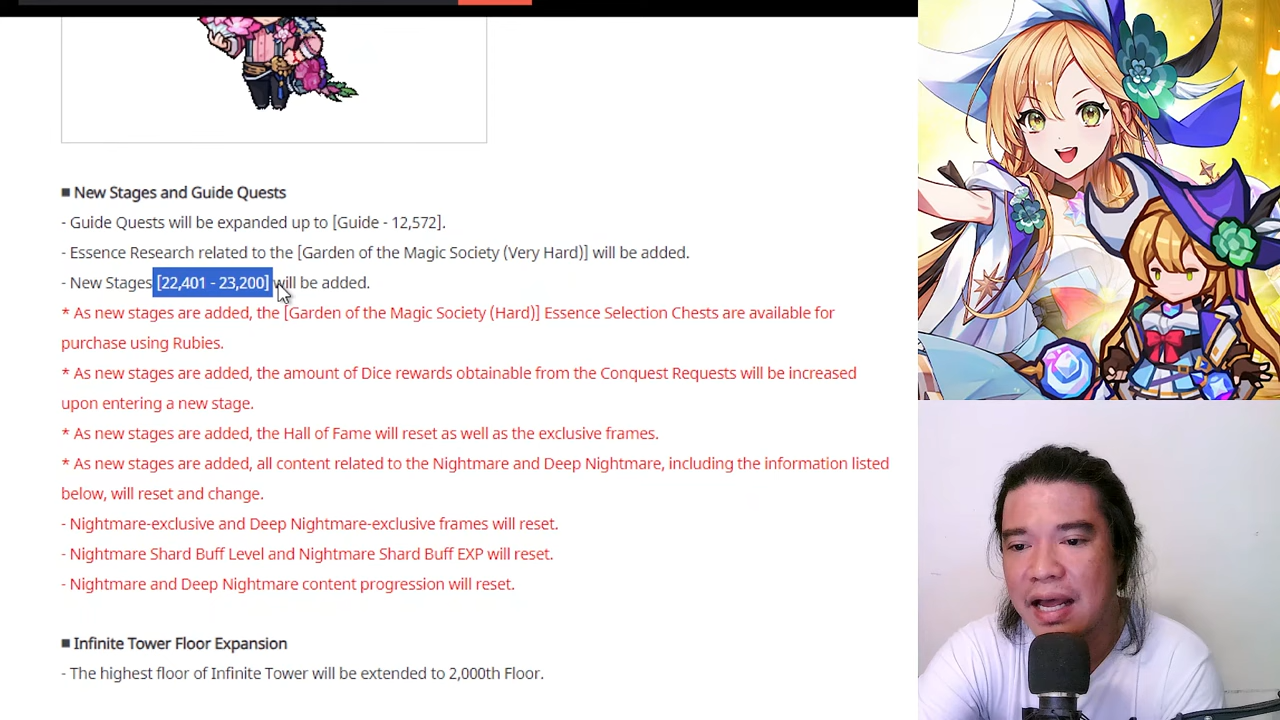 ■ New Stages and Guide Quests
- Guide Quests will be expanded up to [Guide - 12,572].
- Essence Research related to the [Garden of the Magic Society (Very Hard)] will be added.
- New Stages [22,401 - 23,200] will be added.
* As new stages are added, the [Garden of the Magic Society (Hard)] Essence Selection Chests are available for
purchase using Rubies.
* As new stages are added, the amount of Dice rewards obtainable from the Conquest Requests will be increased
upon entering a new stage.
* As new stages are added, the Hall of Fame will reset as well as the exclusive frames.
* As new stages are added, all content related to the Nightmare and Deep Nightmare, including the information listed
below, will reset and change.
- Nightmare-exclusive and Deep Nightmare-exclusive frames will reset.
- Nightmare Shard Buff Level and Nightmare Shard Buff EXP will reset.
- Nightmare and Deep Nightmare content progression will reset.
■ Infinite Tower Floor Expansion
- The highest floor of Infinite Tower will be extended to 2,000th Floor.